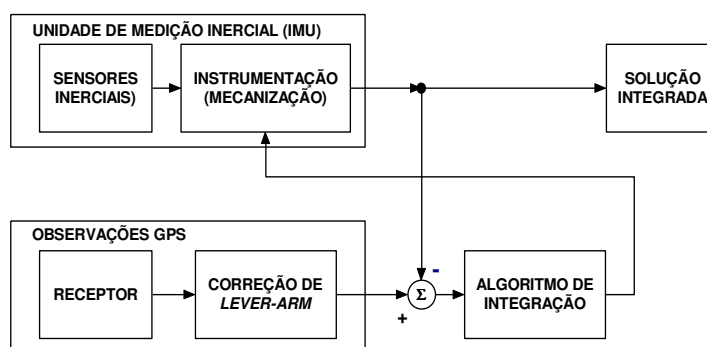 UNIDADE DE MEDIÇÃO INERCIAL (IMU)
SENSORES
INERCIAIS)
INSTRUMENTAÇÃO
(MECANIZAÇÃO)
SOLUÇÃO
INTEGRADA
OBSERVAÇÕES GPS
RECEPTOR
CORREÇÃO DE
LEVER-ARM
-
Σ
+
ALGORITMO DE
INTEGRAÇÃO